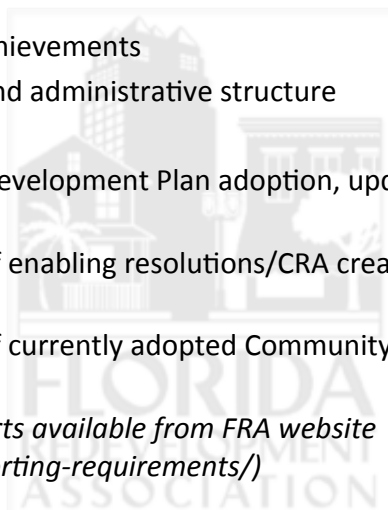 hievements
nd administrative structure
evelopment Plan adoption, upd
f enabling resolutions/CRA crea
f currently adopted Community
FLORIDA
rts available from FRA website
REDEVELOPMENT
rting-requirements/)
ASSOCIATION